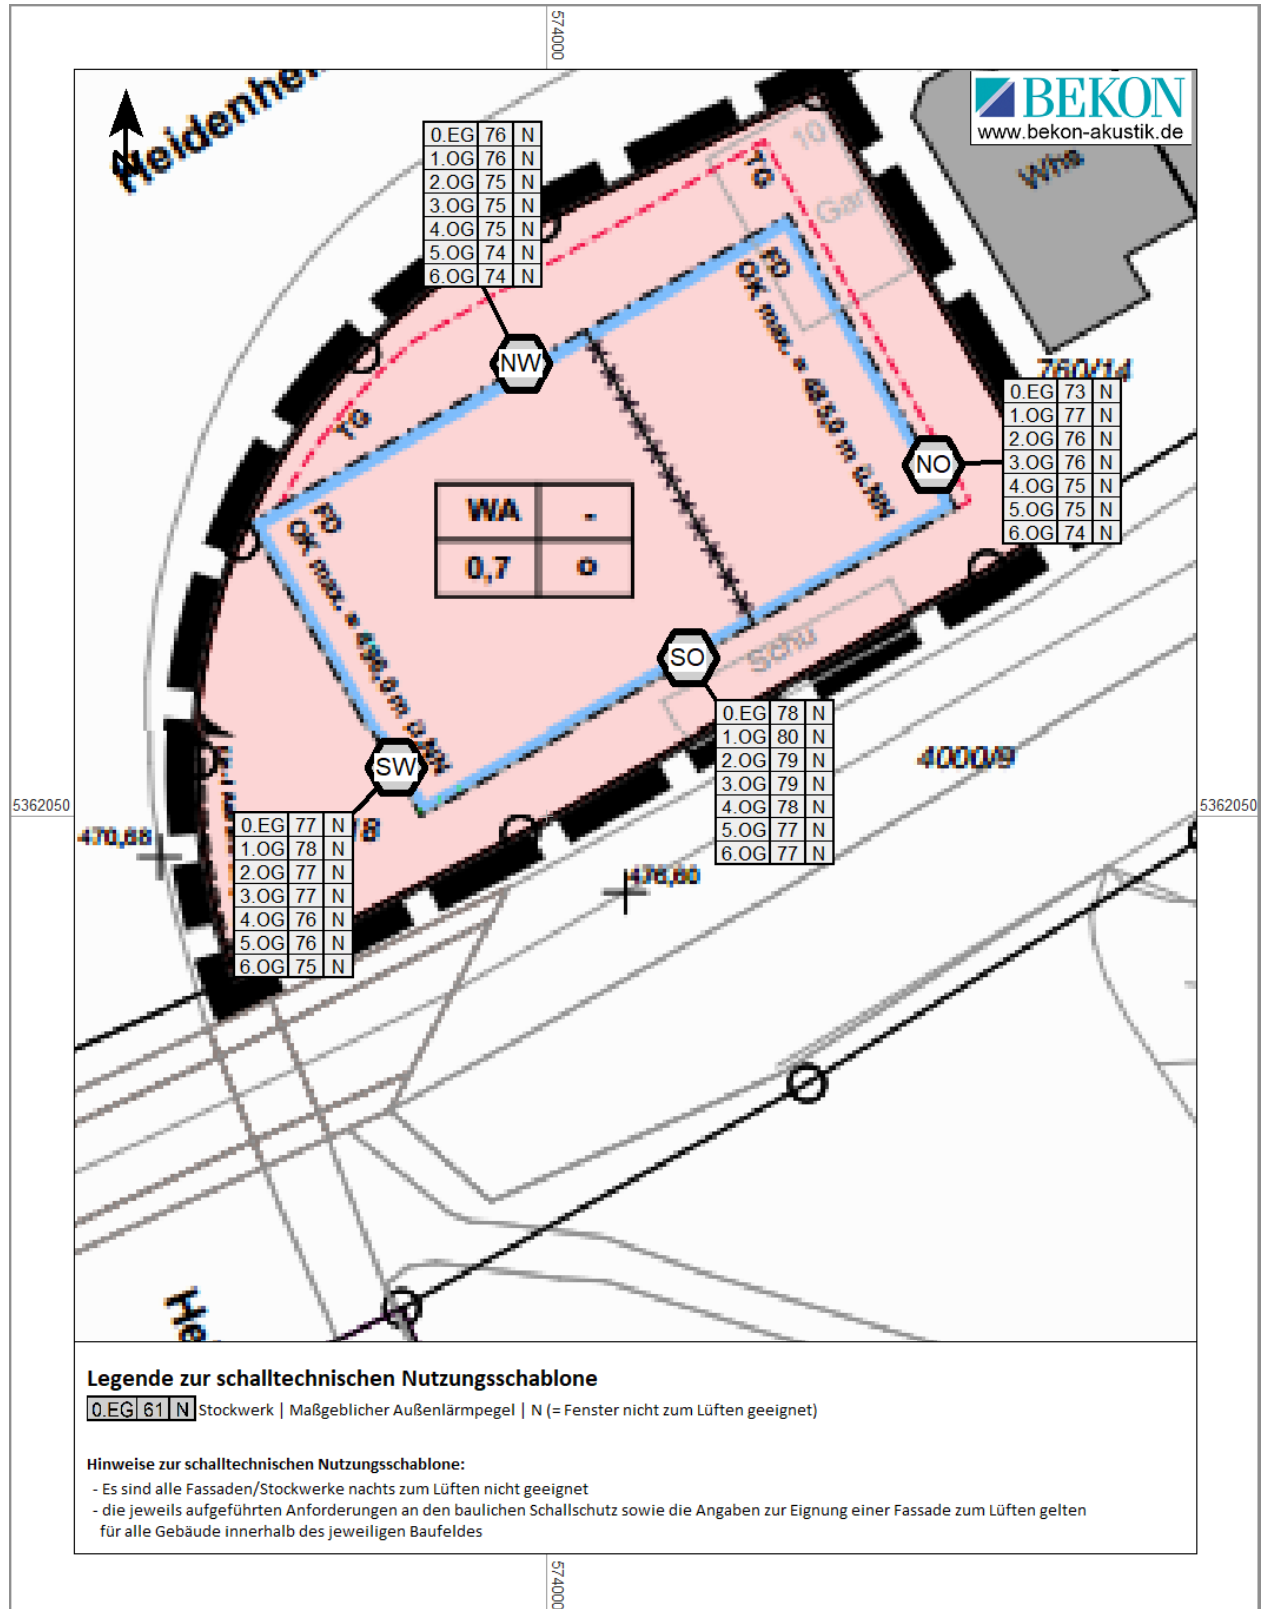 574000
BEKON
www.bekon-akustik.de
10
TG
Gar
Whs
0.EG 76 N
1.OG 76 N
2.OG 75 N
3.OG 75 N
4.OG 75 N
5.OG 74 N
6.OG 74 N
FD
OK max. = 485,0 m ü.NN
NW
760/14
0.EG 73 N
1.OG 77 N
2.OG 76 N
3.OG 76 N
4.OG 75 N
5.OG 75 N
6.OG 74 N
TG
NO
FD
OK max. = 490,0 m ü.NN
WA -
0,7 o
SO
Schu
0.EG 78 N
1.OG 80 N
2.OG 79 N
3.OG 79 N
4.OG 78 N
5.OG 77 N
6.OG 77 N
4000/9
SW
5362050
5362050
470,68
0.EG 77 N
1.OG 78 N
2.OG 77 N
3.OG 77 N
4.OG 76 N
5.OG 76 N
6.OG 75 N
476,60
He
Legende zur schalltechnischen Nutzungsschablone
0.EG 61 N Stockwerk | Maßgeblicher Außenlärmpegel | N (= Fenster nicht zum Lüften geeignet)
Hinweise zur schalltechnischen Nutzungsschablone:
- Es sind alle Fassaden/Stockwerke nachts zum Lüften nicht geeignet
- die jeweils aufgeführten Anforderungen an den baulichen Schallschutz sowie die Angaben zur Eignung einer Fassade zum Lüften gelten
für alle Gebäude innerhalb des jeweiligen Baufeldes
574000